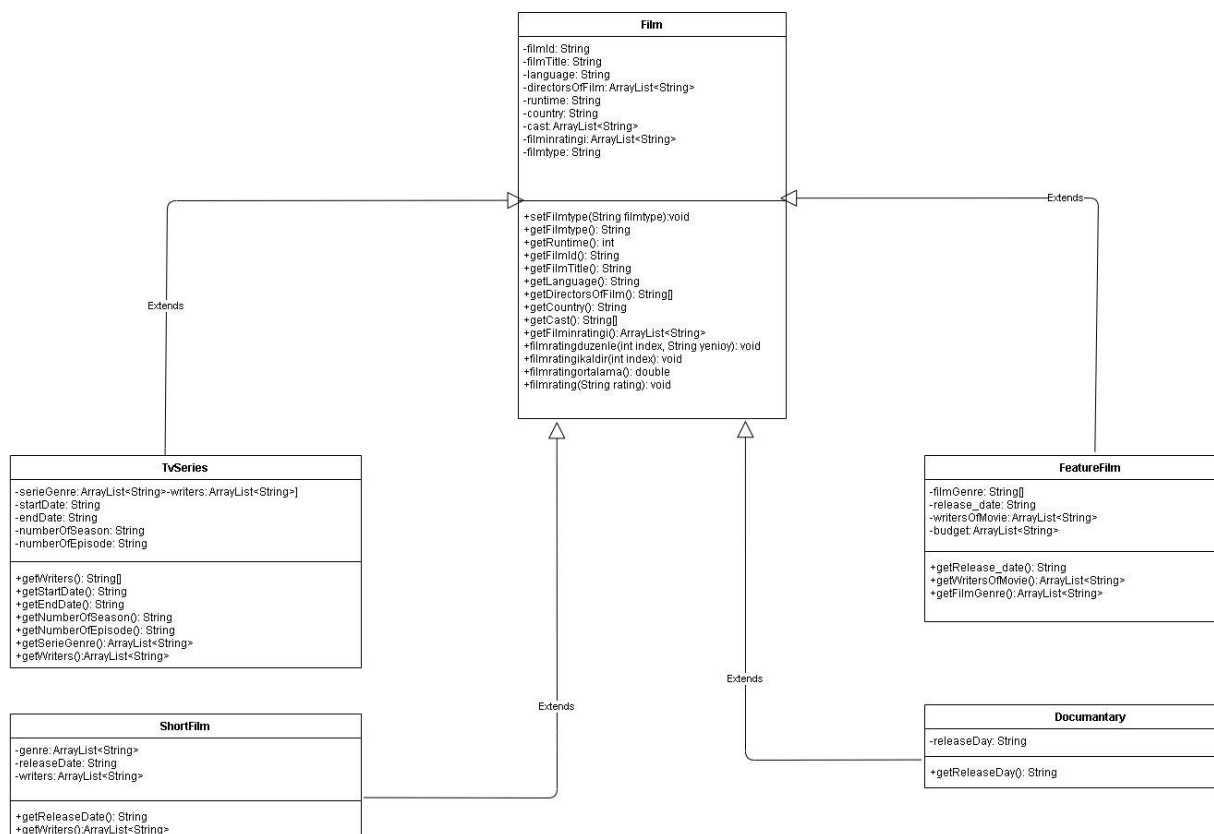 Film
-filmId: String
-filmTitle: String
-language: String
-directorsOfFilm: ArrayList<String>
-runtime: String
-country: String
-cast: ArrayList<String>
-filminratingi: ArrayList<String>
-filmtype: String
+setFilmtype(String filmtype):void
+getFilmtype(): String
+getRuntime(): int
+getFilmId(): String
+getFilmTitle(): String
+getLanguage(): String
+getDirectorsOfFilm(): String[]
+getCountry(): String
+getCast(): String[]
+getFilminratingi(): ArrayList<String>
+filmratingduzenle(int index, String yenioy): void
+filmratingikaldir(int index): void
+filmratingortalama(): double
+filmrating(String rating): void
Extends
Extends
TvSeries
-serieGenre: ArrayList<String>-writers: ArrayList<String>]
-startDate: String
-endDate: String
-numberOfSeason: String
-numberOfEpisode: String
+getWriters(): String[]
+getStartDate(): String
+getEndDate(): String
+getNumberOfSeason(): String
+getNumberOfEpisode(): String
+getSerieGenre(): ArrayList<String>
+getWriters():ArrayList<String>
FeatureFilm
-filmGenre: String[]
-release_date: String
-writersOfMovie: ArrayList<String>
-budget: ArrayList<String>
+getRelease_date(): String
+getWritersOfMovie(): ArrayList<String>
+getFilmGenre(): ArrayList<String>
Extends
Extends
ShortFilm
-genre: ArrayList<String>
-releaseDate: String
-writers: ArrayList<String>
+getReleaseDate(): String
+getWriters():ArrayList<String>
Documantary
-releaseDay: String
+getReleaseDay(): String